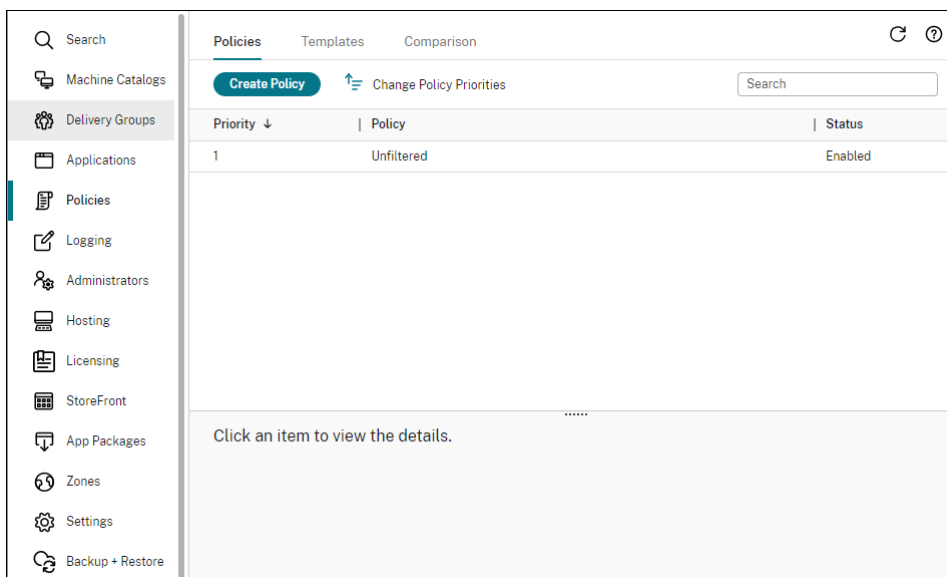 Search
Machine Catalogs
Delivery Groups
Applications
Policies
Logging
Administrators
Hosting
Licensing
StoreFront
App Packages
Zones
Settings
Backup + Restore
Policies Templates Comparison
Create Policy Change Policy Priorities Search
Priority ↓ | Policy | Status
1 Unfiltered Enabled
Click an item to view the details.